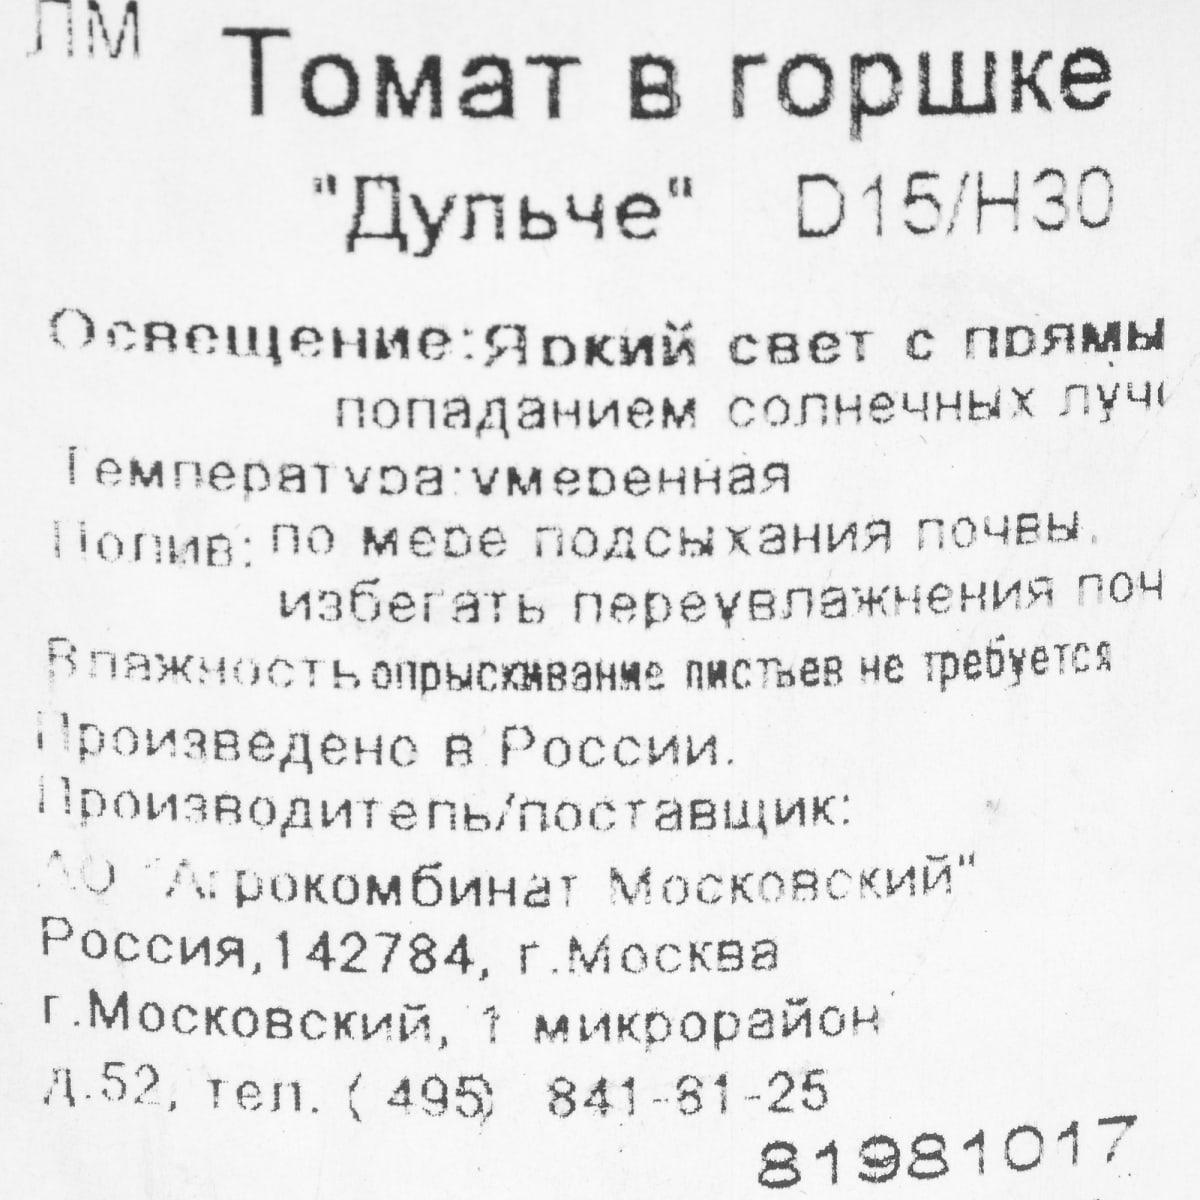 ЛМ
Томат в горшке
"Дульче" D15/H30
Освещение:Яркий свет с прямы
попаданием солнечных луч
Температура:умеренная
Полив: по мере подсыхания почвы,
избегать переувлажнения поч
Влажность опрыскивание листьев не требуется
Произведено в России.
Производитель/поставщик:
АО "Агрокомбинат Московский"
Россия,142784, г.Москва
г.Московский, 1 микрорайон
д.52, тел. (495) 841-81-25
81981017